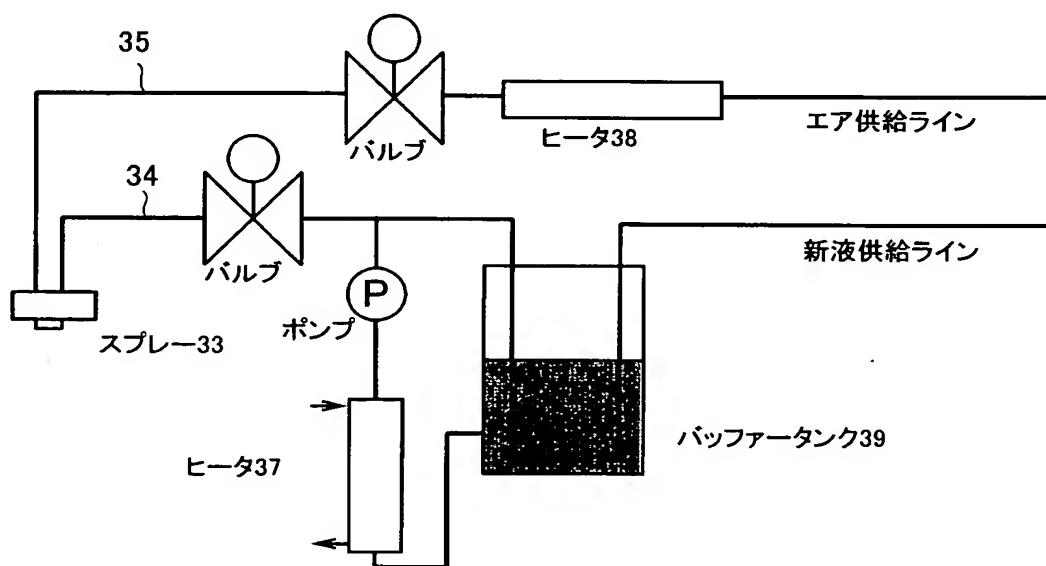 35
バルブ
ヒータ38
エア供給ライン
34
バルブ
新液供給ライン
スプレー33
P
ポンプ
ヒータ37
バッファータンク39